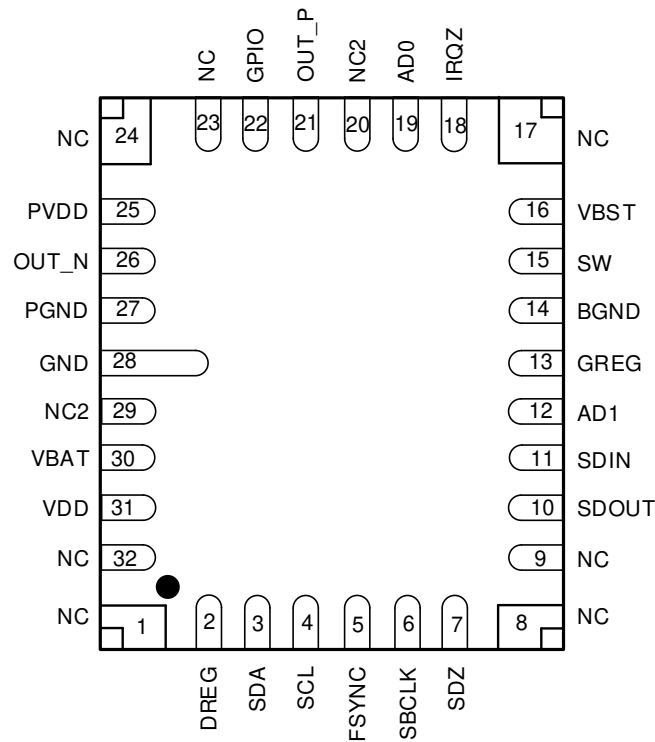 NC
GPIO
OUT_P
NC2
AD0
IRQZ
23
22
21
20
19
18
NC 24
17 NC
PVDD 25
16 VBST
OUT_N 26
15 SW
PGND 27
14 BGND
GND 28
13 GREG
NC2 29
12 AD1
VBAT 30
11 SDIN
VDD 31
10 SDOUT
NC 32
9 NC
NC 1
8 NC
2
3
4
5
6
7
DREG
SDA
SCL
FSYNC
SBCLK
SDZ